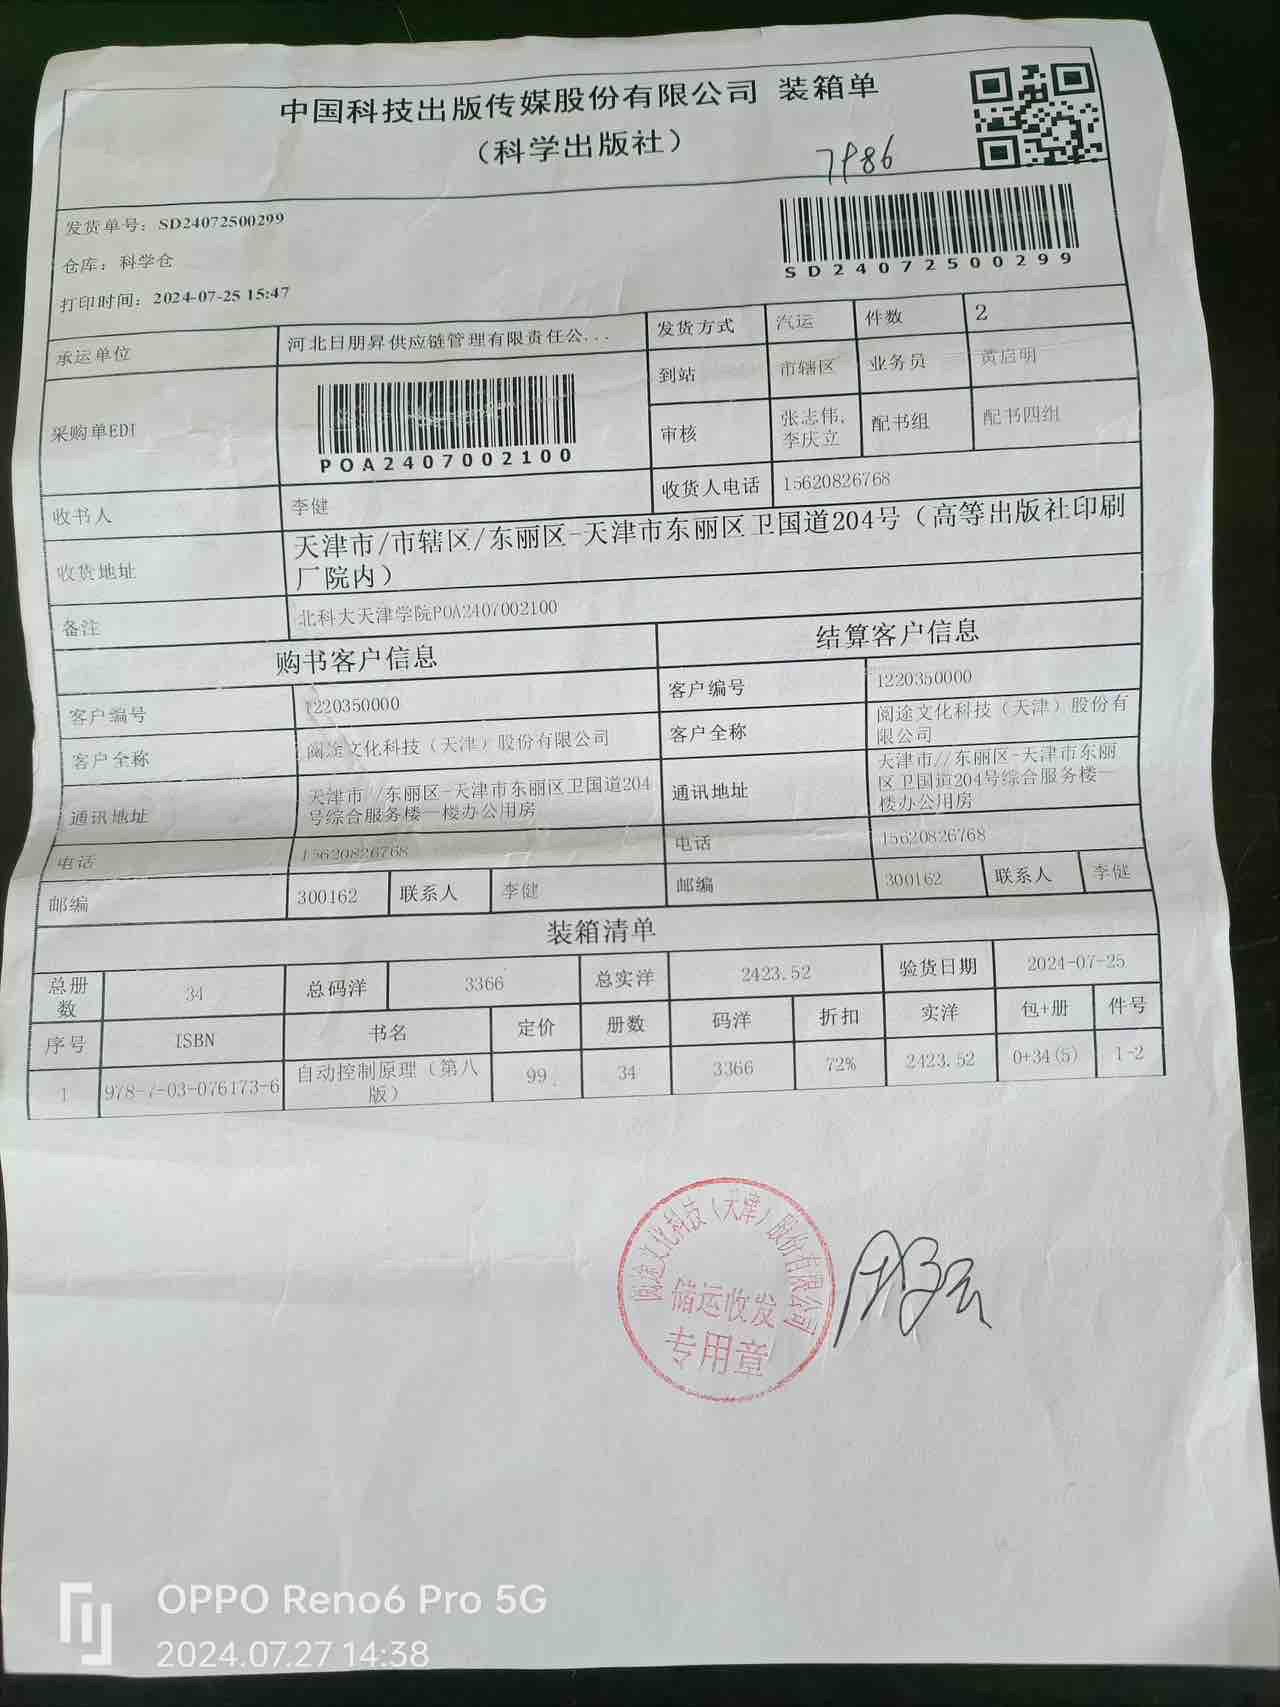 中国科技出版传媒股份有限公司 装箱单
（科学出版社）
7986
发货单号：SD24072500299
仓库：科学仓
打印时间：2024-07-25 15:47
SD24072500299
承运单位 河北日朋昇供应链管理有限责任公... 发货方式 汽运 件数 2
采购单EDI POA2407002100 到站 市辖区 业务员 黄启明
审核 张志伟, 李庆立 配书组 配书四组
收书人 李健 收货人电话 15620826768
收货地址 天津市/市辖区/东丽区-天津市东丽区卫国道204号（高等出版社印刷
厂院内）
备注 北科大天津学院POA2407002100
购书客户信息 结算客户信息
客户编号 1220350000 客户编号 1220350000
客户全称 阅途文化科技（天津）股份有限公司 客户全称 阅途文化科技（天津）股份有
限公司
通讯地址 天津市//东丽区-天津市东丽区卫国道204
号综合服务楼一楼办公用房 通讯地址 天津市//东丽区-天津市东丽
区卫国道204号综合服务楼一
楼办公用房
电话 15620826768 电话 15620826768
邮编 300162 联系人 李健 邮编 300162 联系人 李健
装箱清单
总册数 34 总码洋 3366 总实洋 2423.52 验货日期 2024-07-25
序号 ISBN 书名 定价 册数 码洋 折扣 实洋 包+册 件号
1 978-7-03-076173-6 自动控制原理（第八
版） 99 34 3366 72% 2423.52 0+34(5) 1-2
阅途文化科技（天津）股份有限公司
储运收发
专用章
OPPO Reno6 Pro 5G
2024.07.27 14:38